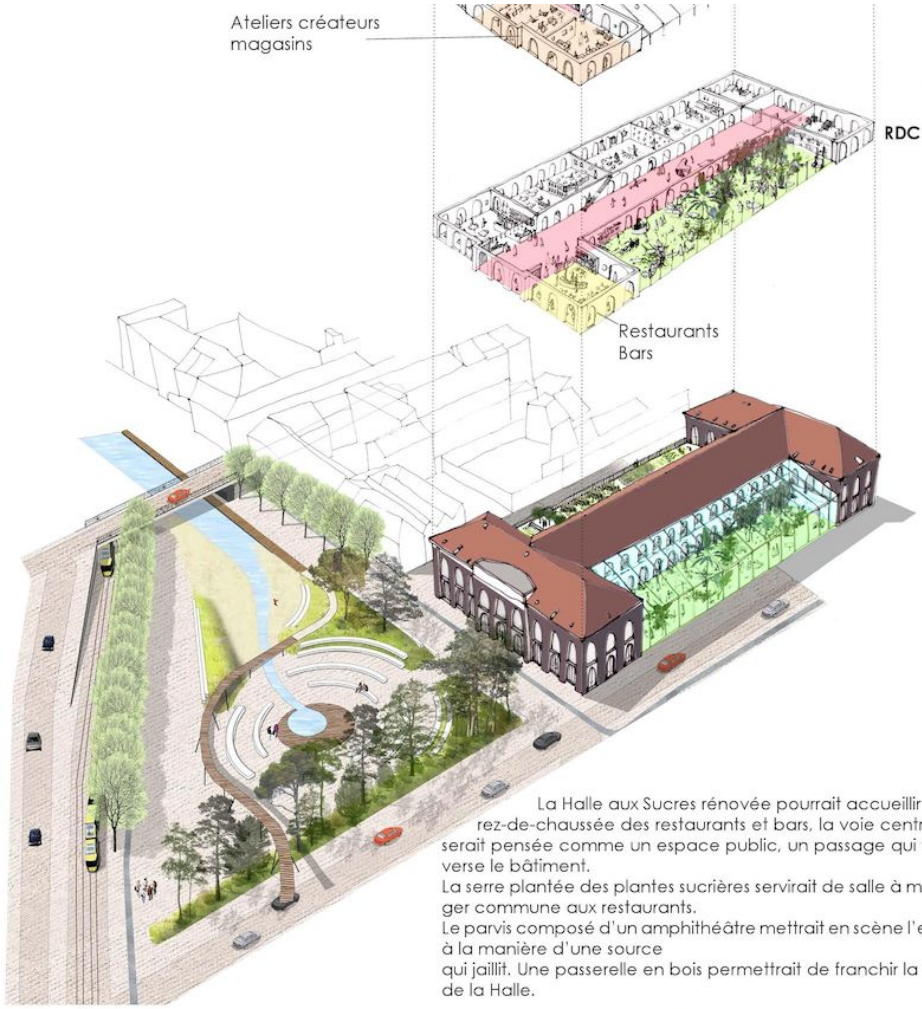 Ateliers créateurs
magasins
RDC
Restaurants
Bars
La Halle aux Sucres rénovée pourrait accueillir
rez-de-chaussée des restaurants et bars, la voie centr
serait pensée comme un espace public, un passage qui
verse le bâtiment.
La serre plantée des plantes sucrières servirait de salle à m
ger commune aux restaurants.
Le parvis composé d'un amphithéâtre mettrait en scène l'e
à la manière d'une source
qui jaillit. Une passerelle en bois permettrait de franchir la
de la Halle.